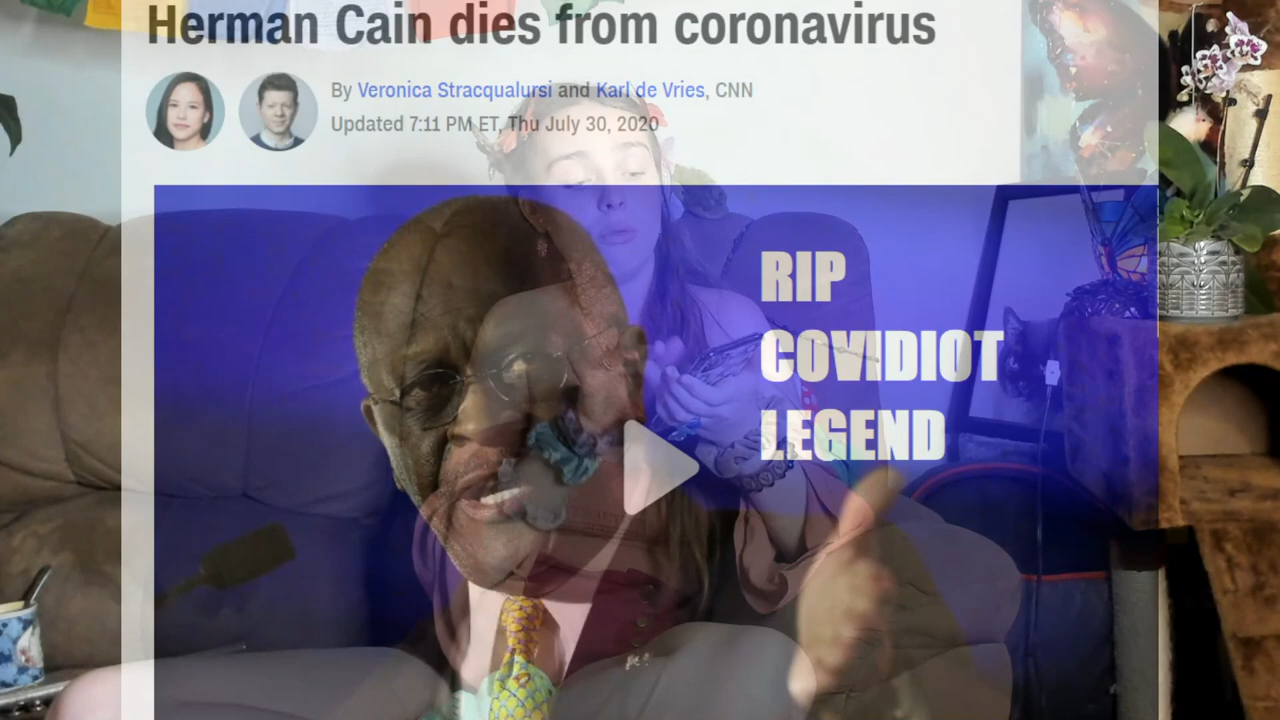 Herman Cain dies from coronavirus
By Veronica Stracqualursi and Karl de Vries, CNN
Updated 7:11 PM ET, Thu July 30, 2020
RIP
COVIDIOT
LEGEND